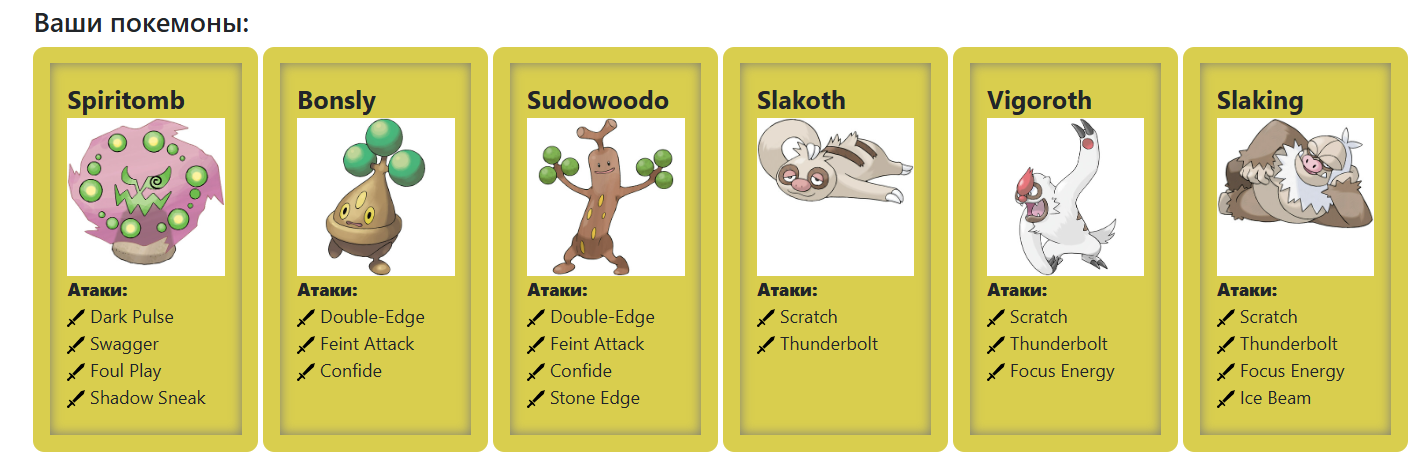 Ваши покемоны:
Spiritomb
Атаки:
Dark Pulse
Swagger
Foul Play
Shadow Sneak
Bonsly
Атаки:
Double-Edge
Feint Attack
Confide
Sudowoodo
Атаки:
Double-Edge
Feint Attack
Confide
Stone Edge
Slakoth
Атаки:
Scratch
Thunderbolt
Vigoroth
Атаки:
Scratch
Thunderbolt
Focus Energy
Slaking
Атаки:
Scratch
Thunderbolt
Focus Energy
Ice Beam